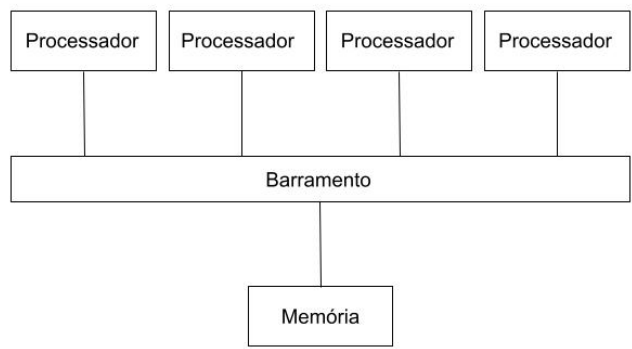 Processador
Processador
Processador
Processador
Barramento
Memória